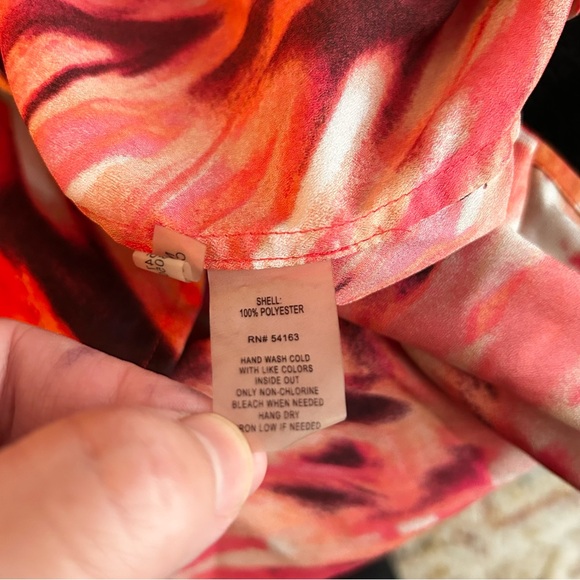 SHELL:
100% POLYESTER
RN# 54163
HAND WASH COLD
WITH LIKE COLORS
INSIDE OUT
ONLY NON-CHLORINE
BLEACH WHEN NEEDED
HANG DRY
RON LOW IF NEEDED